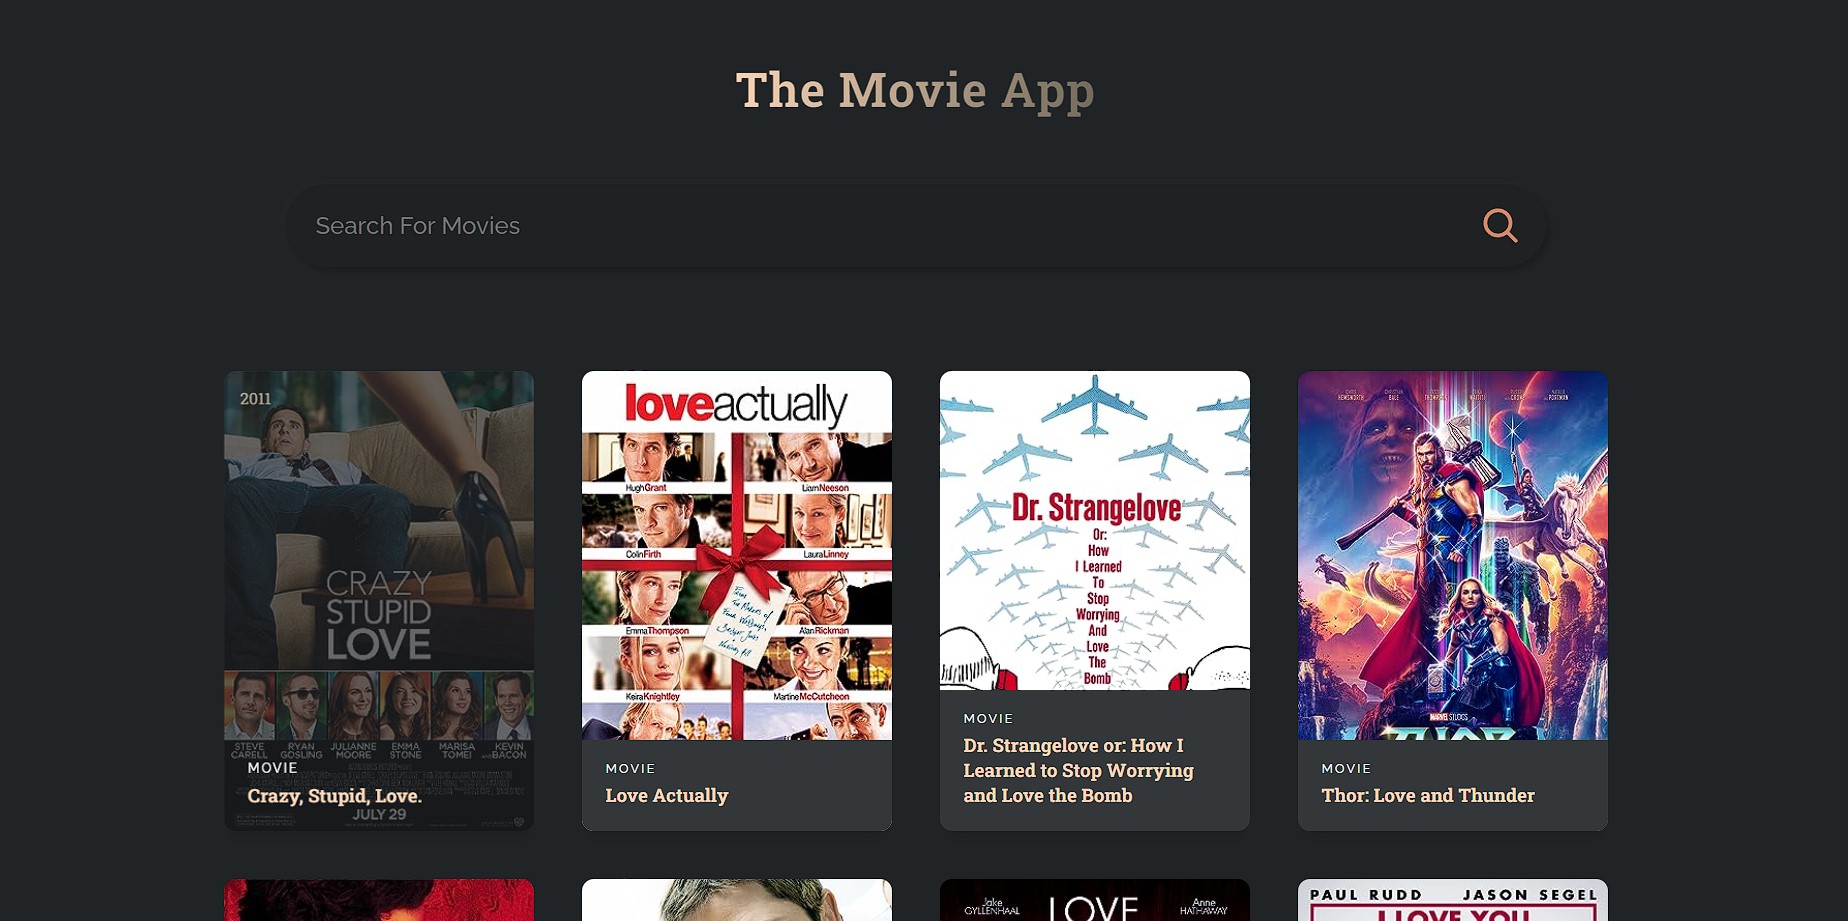 The Movie App
Search For Movies
2011
CRAZY
STUPID
LOVE
STEVE CARELL
RYAN GOSLING
JULIANNE MOORE
EMMA STONE
MARISA TOMEI
KEVIN BACON
MOVIE
Crazy, Stupid, Love.
JULY 29
loveactually
HughGrant
LiamNeeson
ColinFirth
LauraLinney
EmmaThompson
AlanRickman
KeiraKnightley
MartineMcCutcheon
MOVIE
Love Actually
Dr. Strangelove
Or:
How
I Learned
To
Stop
Worrying
And
Love
The
Bomb
MOVIE
Dr. Strangelove or: How I
Learned to Stop Worrying
and Love the Bomb
MARVEL STUDIOS
MOVIE
Thor: Love and Thunder
Jake
GYLLENHAAL
LOVE
Anne
HATHAWAY
PAUL RUDD JASON SEGEL
I LOVE YOU